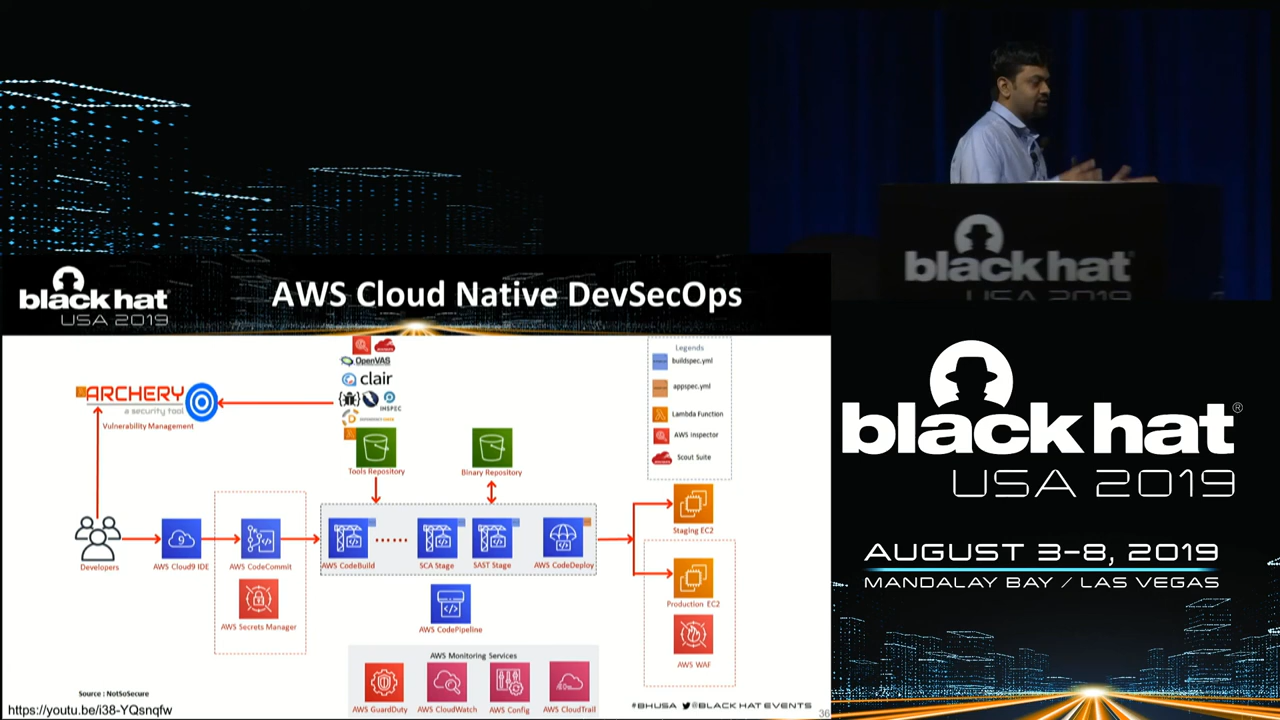 black hat
USA 2019
black hat
USA 2019
AWS Cloud Native DevSecOps
ARCHERY
a security tool
Vulnerability Management
OpenVAS
clair
INSPEC
Tools Repository
Binary Repository
Legends
buildspec.yml
appspec.yml
Lambda Function
AWS Inspector
Scout Suite
Developers
AWS Cloud9 IDE
AWS CodeCommit
AWS Secrets Manager
AWS CodeBuild
SCA Stage
SAST Stage
AWS CodeDeploy
AWS CodePipeline
Staging EC2
Production EC2
AWS WAF
AWS Monitoring Services
AWS GuardDuty
AWS CloudWatch
AWS Config
AWS CloudTrail
Source : NotSoSecure
https://youtu.be/i38-YQsnqfw
#BHUSA @BLACK HAT EVENTS
36
black hat®
USA 2019
AUGUST 3-8, 2019
MANDALAY BAY / LAS VEGAS